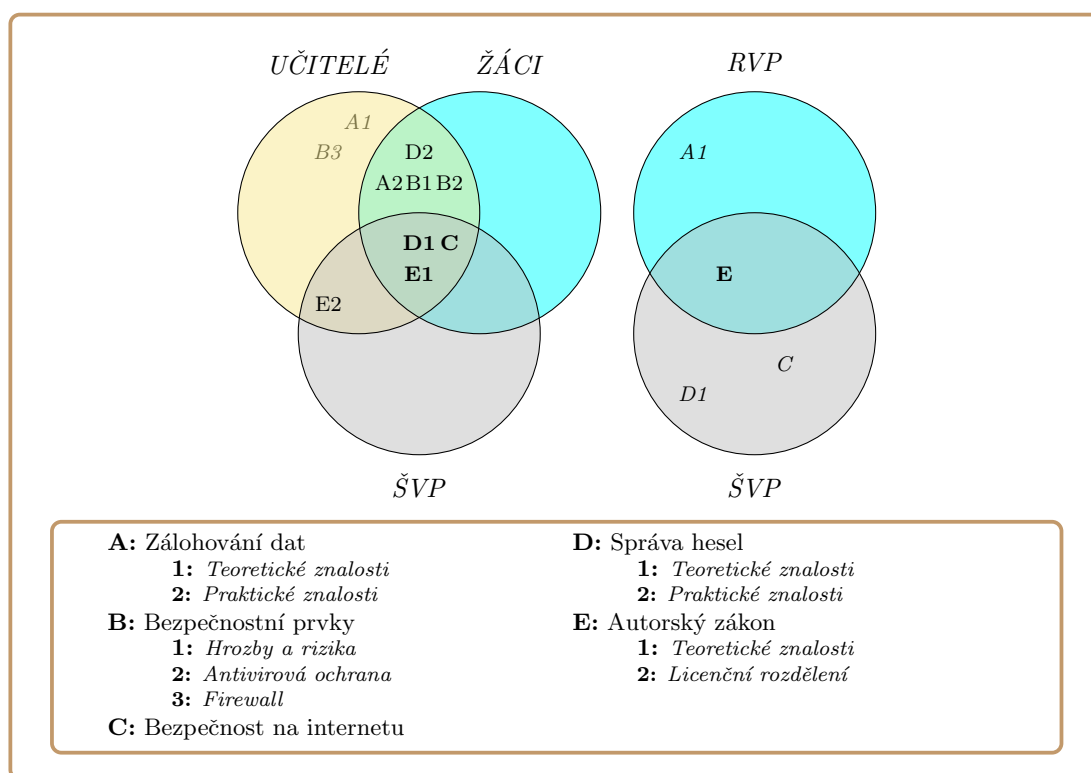 UČITELÉ ŽÁCI RVP
A1
B3 D2 A1
A2 B1 B2
D1 C
E1 E
E2
C
D1
ŠVP ŠVP
A: Zálohování dat
1: Teoretické znalosti
2: Praktické znalosti
B: Bezpečnostní prvky
1: Hrozby a rizika
2: Antivirová ochrana
3: Firewall
C: Bezpečnost na internetu
D: Správa hesel
1: Teoretické znalosti
2: Praktické znalosti
E: Autorský zákon
1: Teoretické znalosti
2: Licenční rozdělení